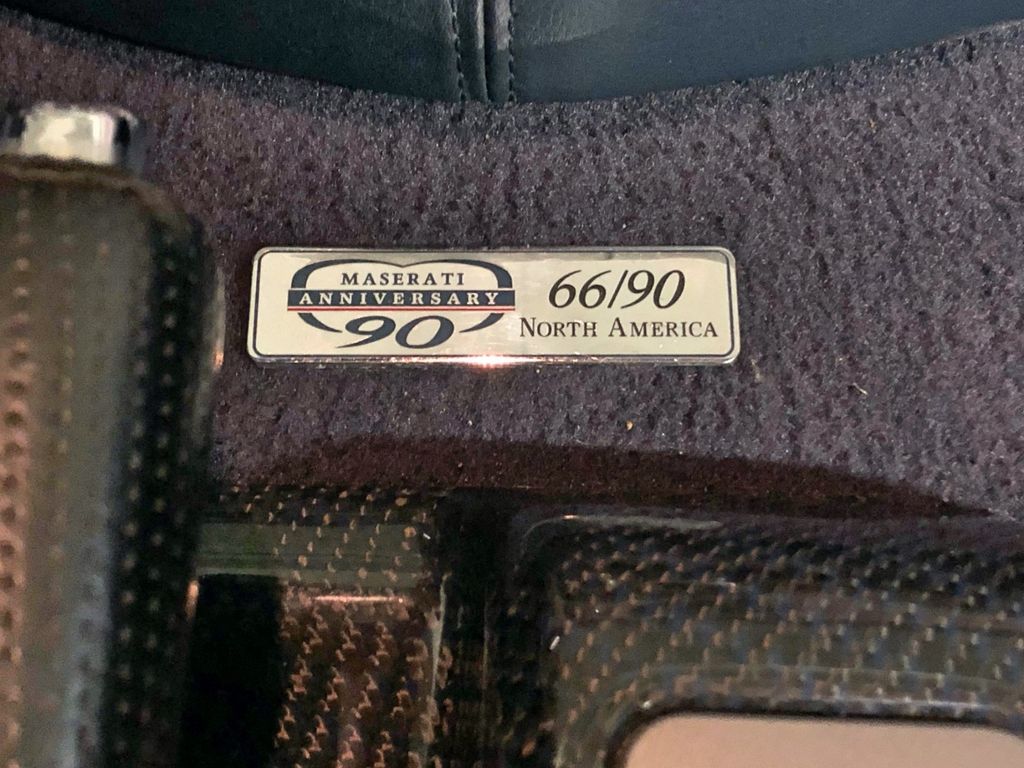 MASERATI
ANNIVERSARY
90
66/90
NORTH AMERICA